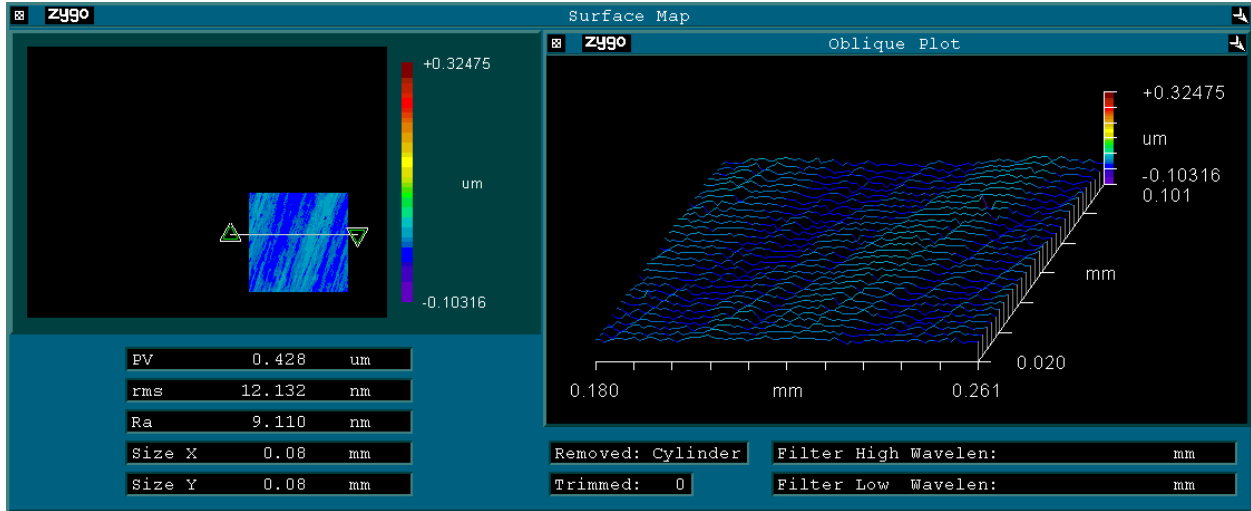 zygo Surface Map
+0.32475
um
-0.10316
zygo Oblique Plot
+0.32475
um
-0.10316
0.101
mm
0.020
0.180 mm 0.261
PV 0.428 um
rms 12.132 nm
Ra 9.110 nm
Size X 0.08 mm
Size Y 0.08 mm
Removed: Cylinder
Trimmed: 0
Filter High Wavelen: mm
Filter Low Wavelen: mm